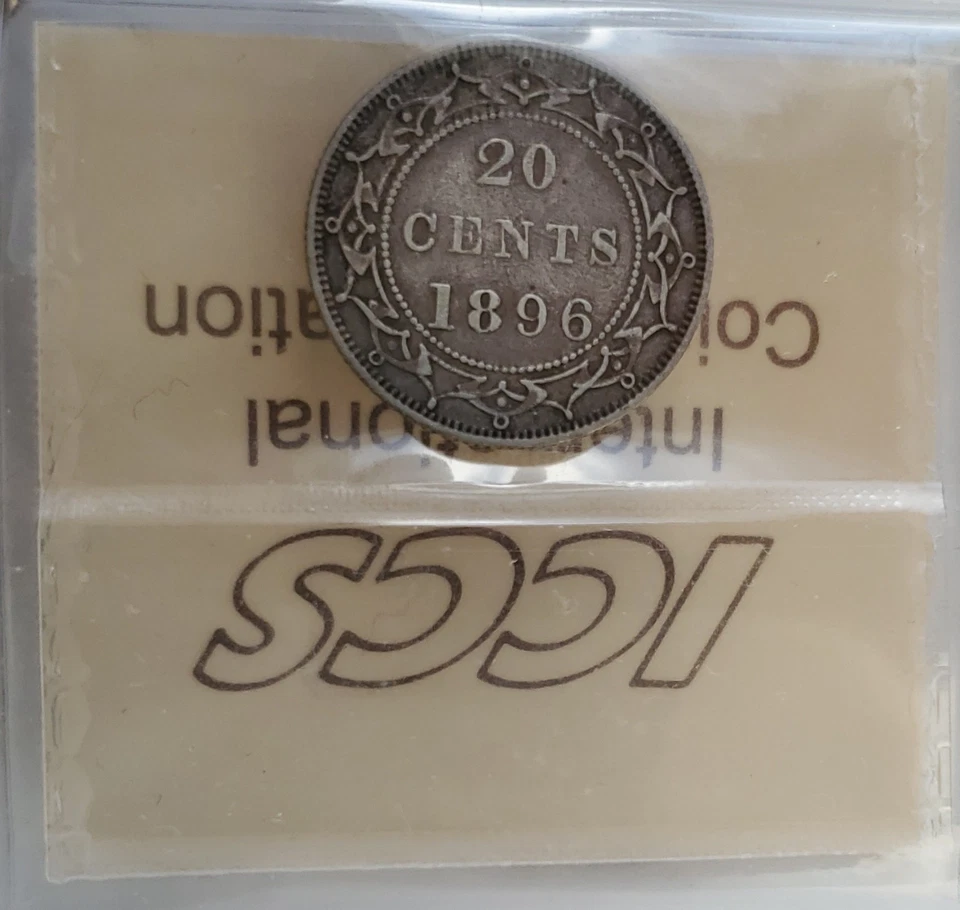 20
CENTS
1896
ICCS
International
Coi ation